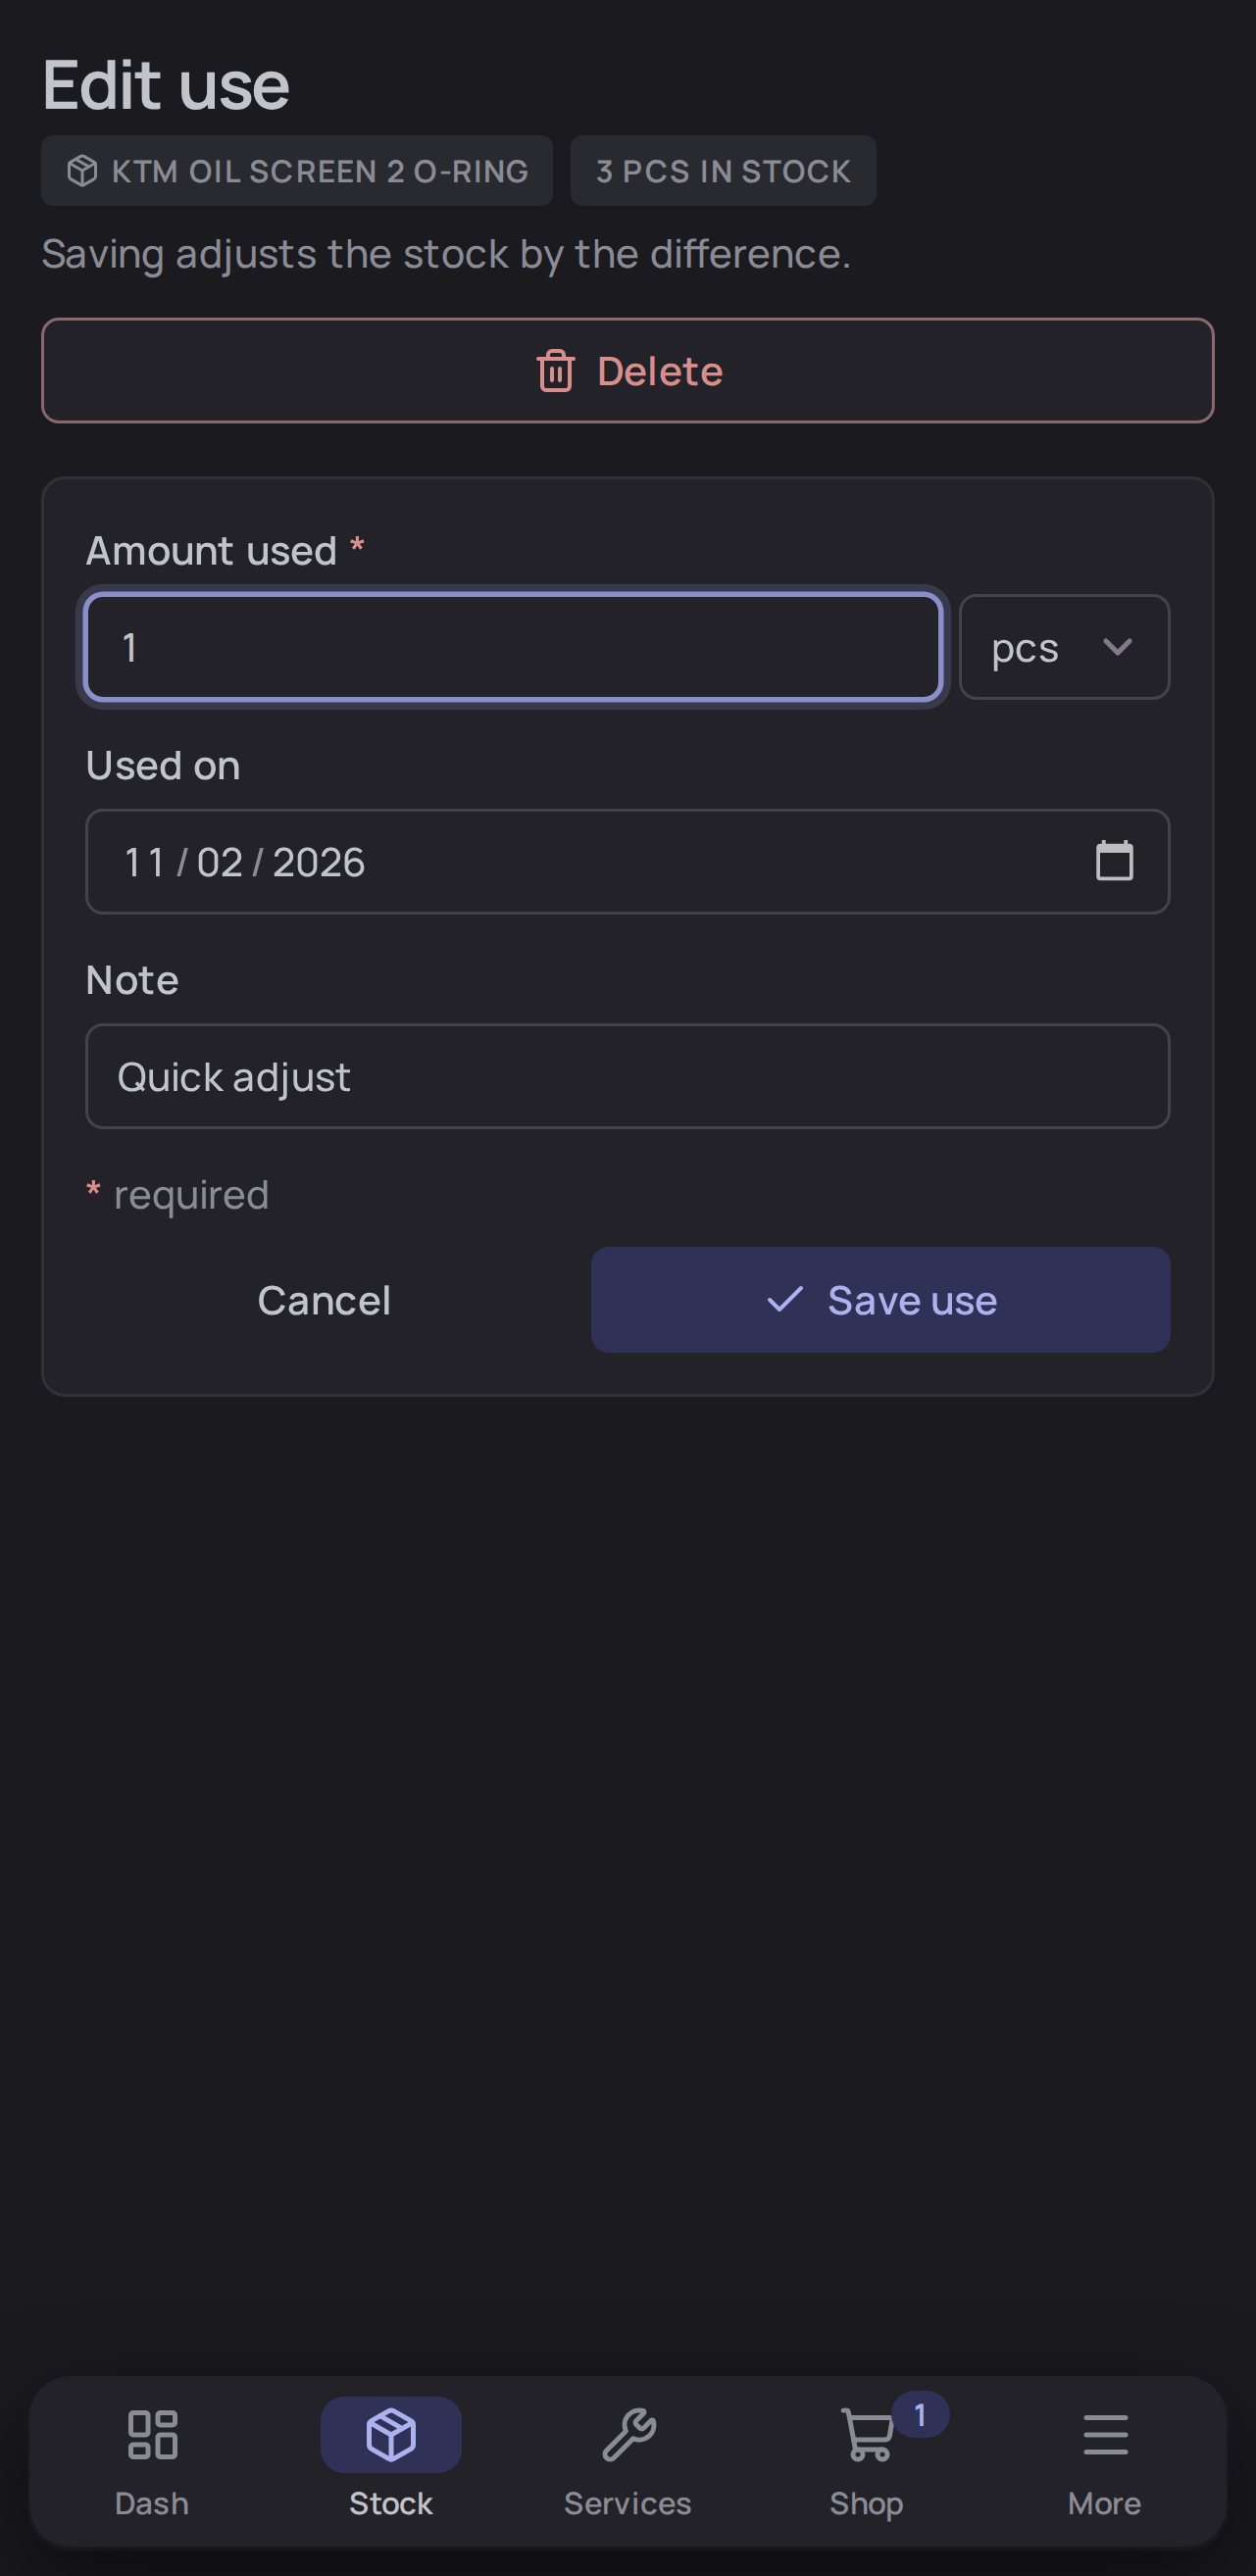 Edit use
KTM OIL SCREEN 2 O-RING
3 PCS IN STOCK
Saving adjusts the stock by the difference.
Delete
Amount used *
1
pcs
Used on
11/02/2026
Note
Quick adjust
* required
Cancel
Save use
1
Dash
Stock
Services
Shop
More